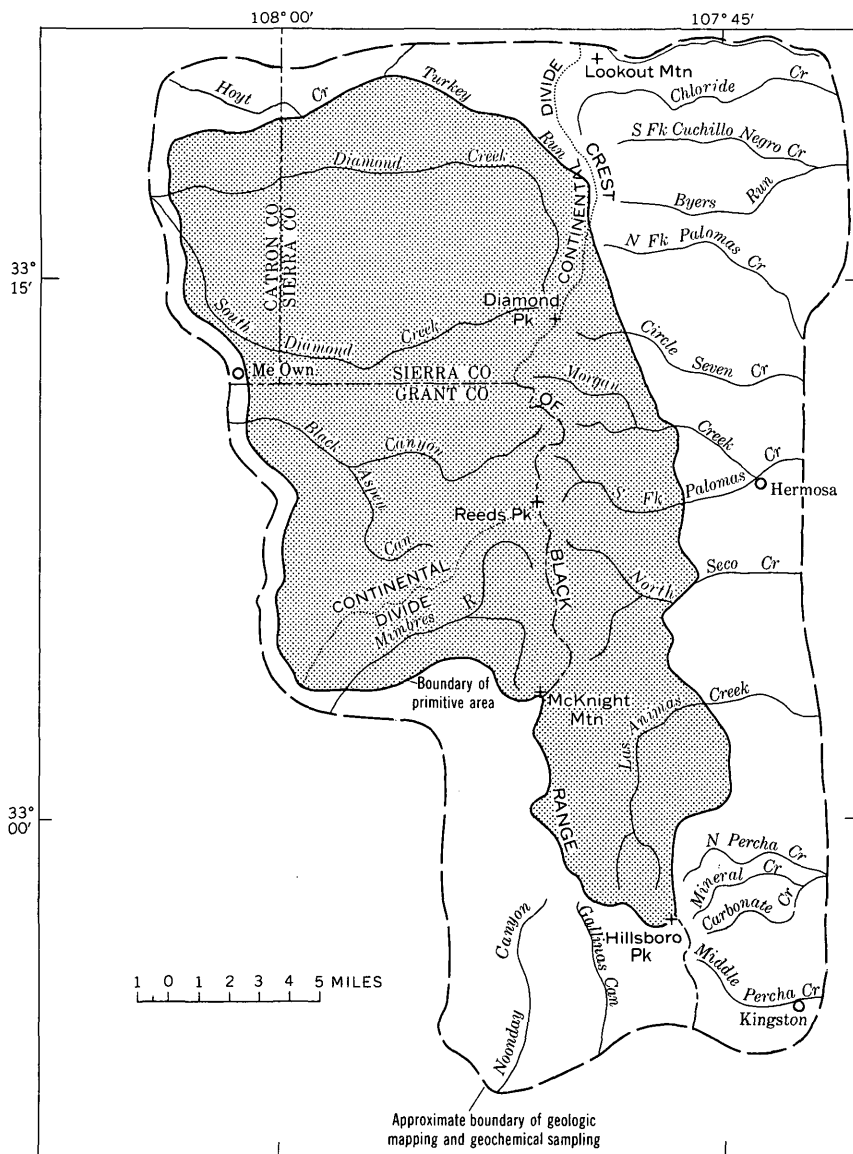 108°00'
107°45'
Lookout Mtn
Hoyt Cr
Turkey Run
Chloride Cr
DIVIDE
S Fk Cuchillo Negro Cr
CREST
Diamond Creek
CONTINENTAL
Byers Run
N Fk Palomas Cr
CATRON CO
SIERRA CO
33°
15'
Diamond
Pk
South Diamond Creek
Circle Seven Cr
Me Own
SIERRA CO
GRANT CO
Morgan Creek
OF
Black Canyon
Aspen Can
S Fk Palomas Cr
Hermosa
Reeds Pk
BLACK
North Seco Cr
CONTINENTAL
DIVIDE
Mimbres R
Boundary of
primitive area
McKnight
Mtn
Las Animas Creek
RANGE
33°
00'
N Percha Cr
Mineral Cr
Carbonate Cr
Hillsboro
Pk
Noonday Canyon
Gallinas Can
Middle Percha Cr
Kingston
1 0 1 2 3 4 5 MILES
Approximate boundary of geologic
mapping and geochemical sampling